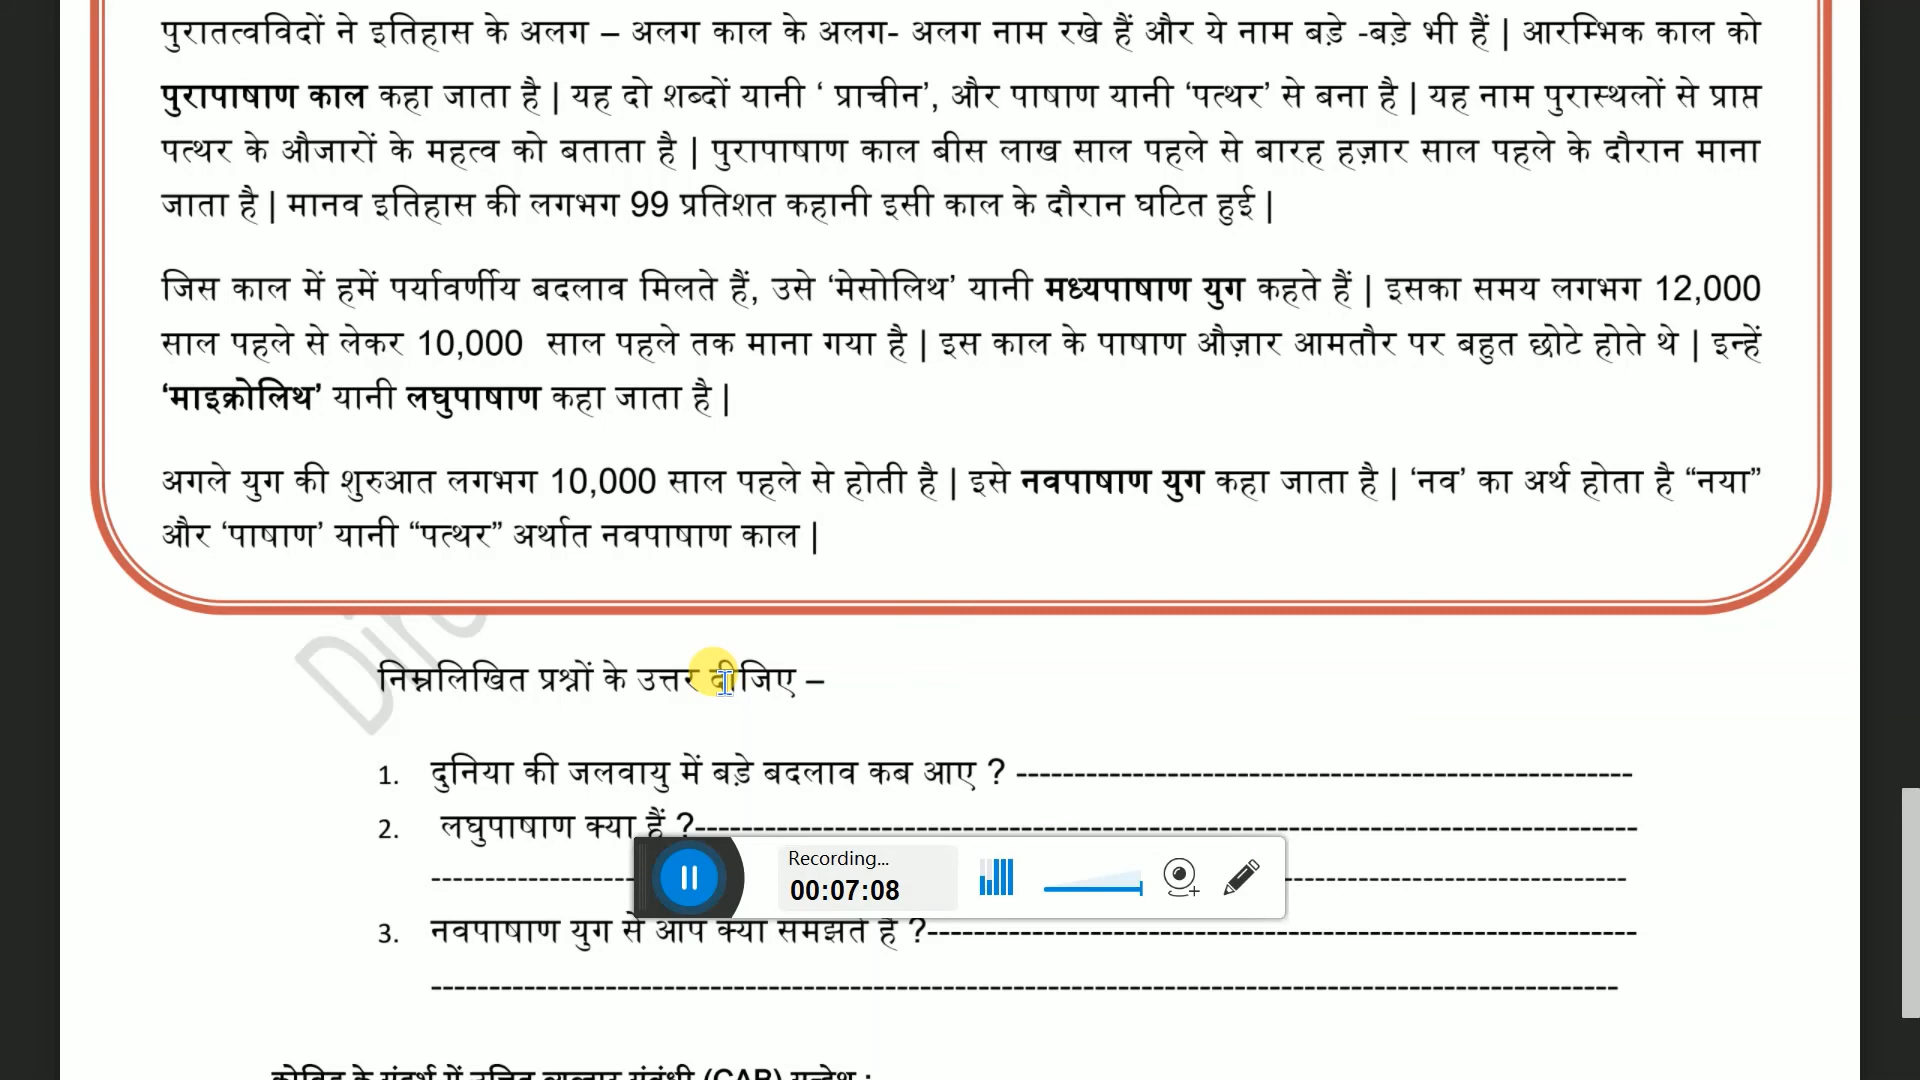 पुरातत्वविदों ने इतिहास के अलग – अलग काल के अलग- अलग नाम रखे हैं और ये नाम बड़े -बड़े भी हैं | आरम्भिक काल को
पुरापाषाण काल कहा जाता है | यह दो शब्दों यानी ‘ प्राचीन’, और पाषाण यानी ‘पत्थर’ से बना है | यह नाम पुरास्थलों से प्राप्त
पत्थर के औजारों के महत्व को बताता है | पुरापाषाण काल बीस लाख साल पहले से बारह हज़ार साल पहले के दौरान माना
जाता है | मानव इतिहास की लगभग 99 प्रतिशत कहानी इसी काल के दौरान घटित हुई |
जिस काल में हमें पर्यावर्णीय बदलाव मिलते हैं, उसे ‘मेसोलिथ’ यानी मध्यपाषाण युग कहते हैं | इसका समय लगभग 12,000
साल पहले से लेकर 10,000 साल पहले तक माना गया है | इस काल के पाषाण औज़ार आमतौर पर बहुत छोटे होते थे | इन्हें
‘माइक्रोलिथ’ यानी लघुपाषाण कहा जाता है |
अगले युग की शुरुआत लगभग 10,000 साल पहले से होती है | इसे नवपाषाण युग कहा जाता है | ‘नव’ का अर्थ होता है “नया”
और ‘पाषाण’ यानी “पत्थर” अर्थात नवपाषाण काल |
निम्नलिखित प्रश्नों के उत्तर दीजिए –
1. दुनिया की जलवायु में बड़े बदलाव कब आए ? ------------------------------------------------------
2. लघुपाषाण क्या हैं ?--------------------------------------------------------------------------------
Recording...
00:07:08
3. नवपाषाण युग से आप क्या समझते हैं ?------------------------------------------------------------
(CAB)